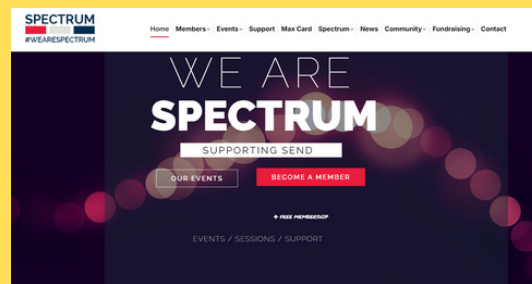 SPECTRUM
#WEARESPECTRUM
Home Members Events Support Max Card Spectrum News Community Fundraising Contact
WE ARE
SPECTRUM
SUPPORTING SEND
OUR EVENTS BECOME A MEMBER
FREE MEMBERSHIP
EVENTS / SESSIONS / SUPPORT